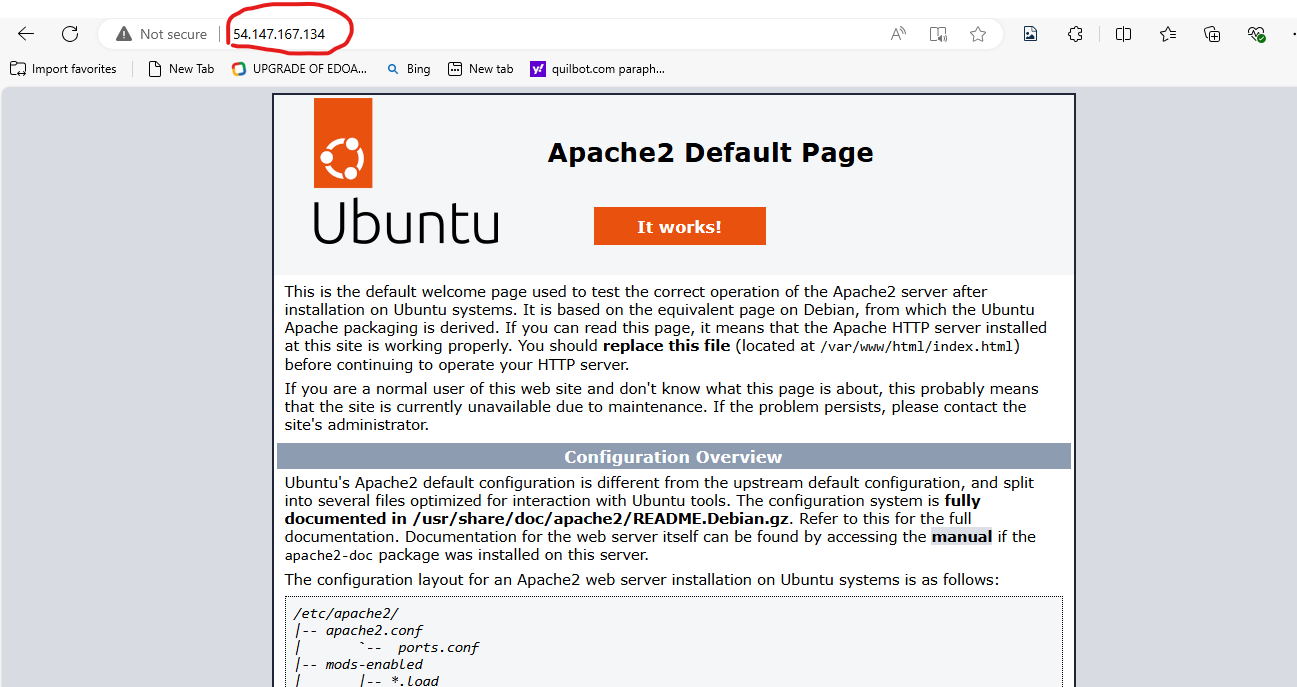 Not secure 54.147.167.134
Import favorites New Tab UPGRADE OF EDOA... Bing New tab quilbot.com paraph...
Ubuntu
Apache2 Default Page
It works!
This is the default welcome page used to test the correct operation of the Apache2 server after
installation on Ubuntu systems. It is based on the equivalent page on Debian, from which the Ubuntu
Apache packaging is derived. If you can read this page, it means that the Apache HTTP server installed
at this site is working properly. You should replace this file (located at /var/www/html/index.html)
before continuing to operate your HTTP server.
If you are a normal user of this web site and don't know what this page is about, this probably means
that the site is currently unavailable due to maintenance. If the problem persists, please contact the
site's administrator.
Configuration Overview
Ubuntu's Apache2 default configuration is different from the upstream default configuration, and split
into several files optimized for interaction with Ubuntu tools. The configuration system is fully
documented in /usr/share/doc/apache2/README.Debian.gz. Refer to this for the full
documentation. Documentation for the web server itself can be found by accessing the manual if the
apache2-doc package was installed on this server.
The configuration layout for an Apache2 web server installation on Ubuntu systems is as follows:
/etc/apache2/
|-- apache2.conf
|       `--  ports.conf
|-- mods-enabled
|       |-- *.load